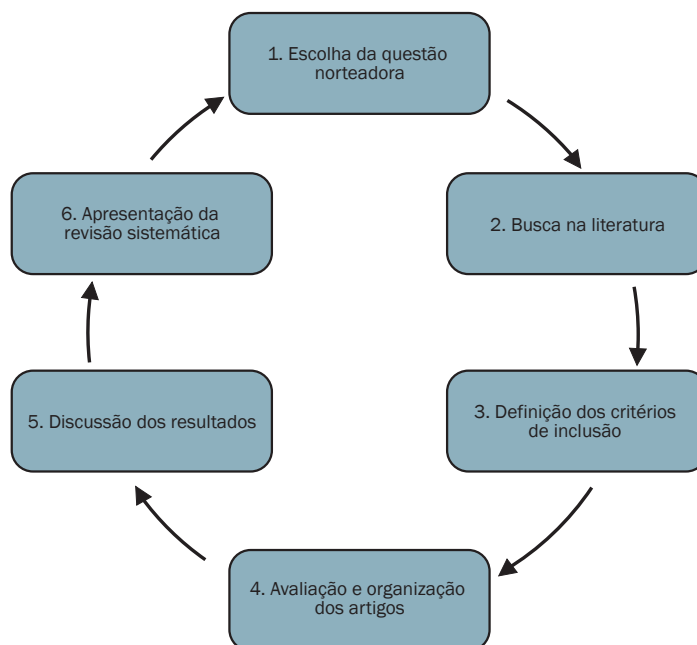 1. Escolha da questão
norteadora
2. Busca na literatura
3. Definição dos critérios
de inclusão
4. Avaliação e organização
dos artigos
5. Discussão dos resultados
6. Apresentação da
revisão sistemática